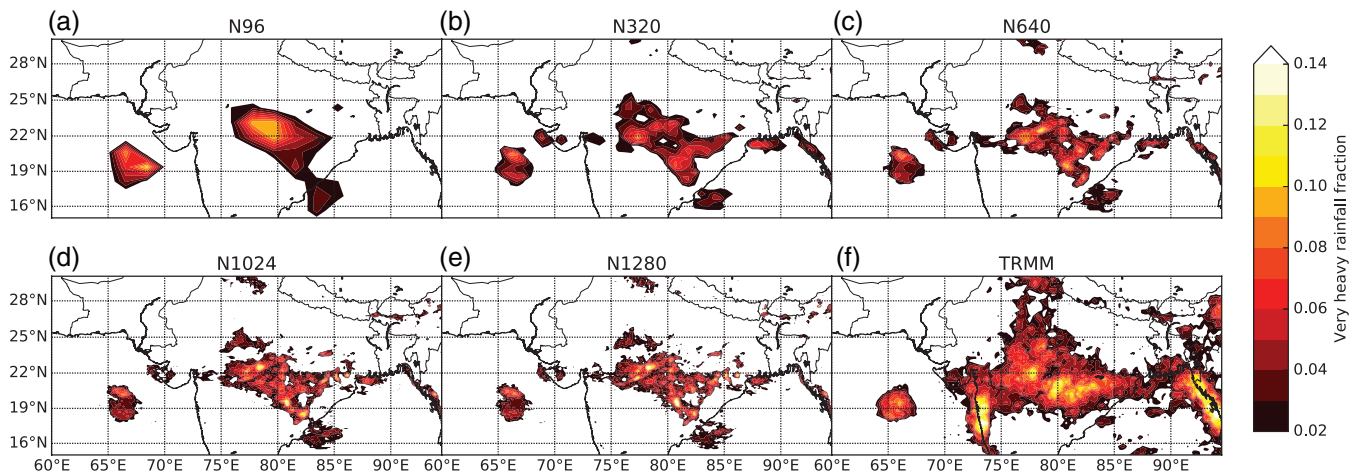 (a) N96 (b) N320 (c) N640
28°N
25°N
22°N
19°N
16°N
(d) N1024 (e) N1280 (f) TRMM
28°N
25°N
22°N
19°N
16°N
60°E 65°E 70°E 75°E 80°E 85°E 90°E 60°E 65°E 70°E 75°E 80°E 85°E 90°E 60°E 65°E 70°E 75°E 80°E 85°E 90°E
0.14
0.12
0.10
0.08
0.06
0.04
0.02
Very heavy rainfall fraction